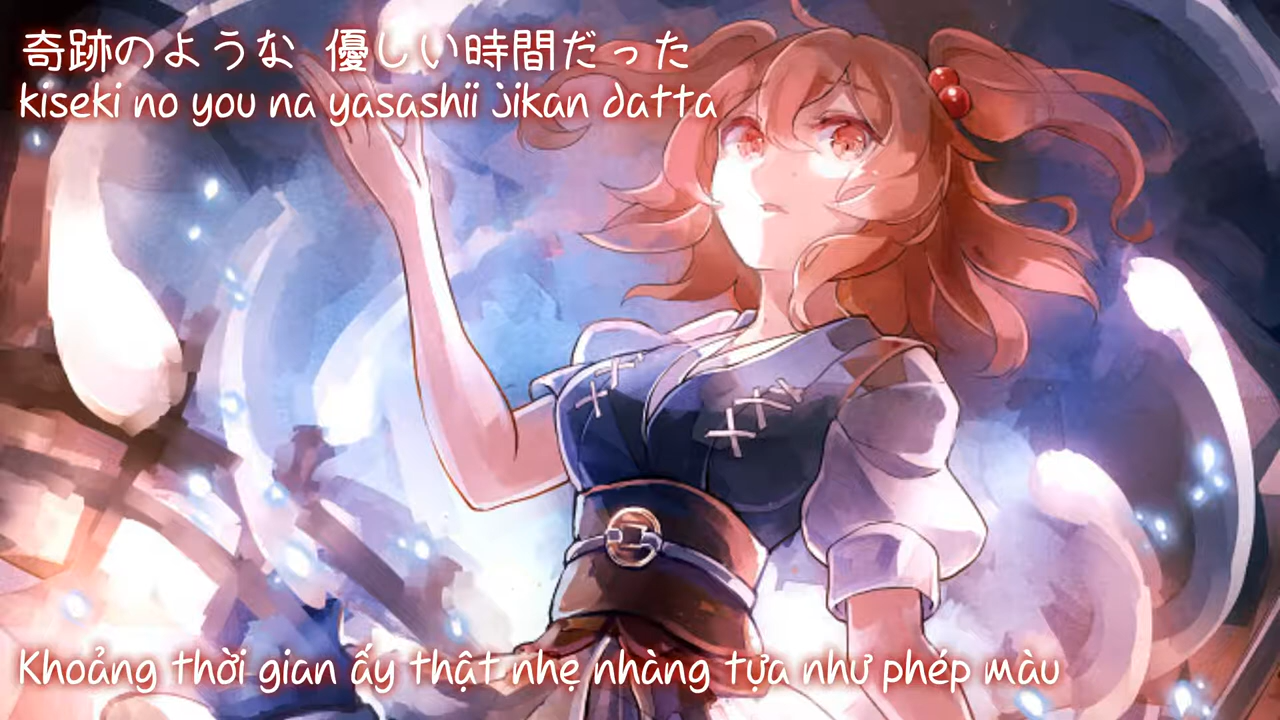 奇跡のような 優しい時間だった
kiseki no you na yasashii jikan datta
Khoảng thời gian ấy thật nhẹ nhàng tựa như phép màu